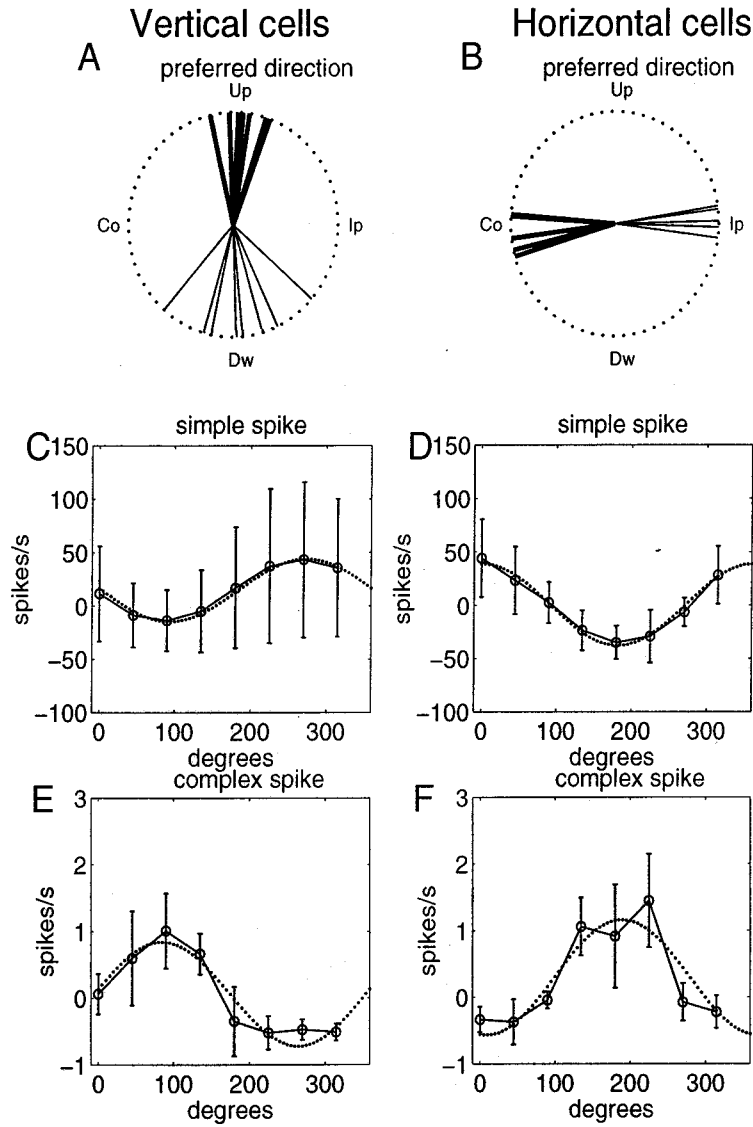 Vertical cells
Horizontal cells
A
preferred direction
Up
Co
Ip
Dw
B
preferred direction
Up
Co
Ip
Dw
C
simple spike
150
100
50
0
−50
−100
spikes/s
0
100
200
300
degrees
D
simple spike
150
100
50
0
−50
−100
spikes/s
0
100
200
300
degrees
E
complex spike
3
2
1
0
−1
spikes/s
0
100
200
300
degrees
F
complex spike
3
2
1
0
−1
spikes/s
0
100
200
300
degrees